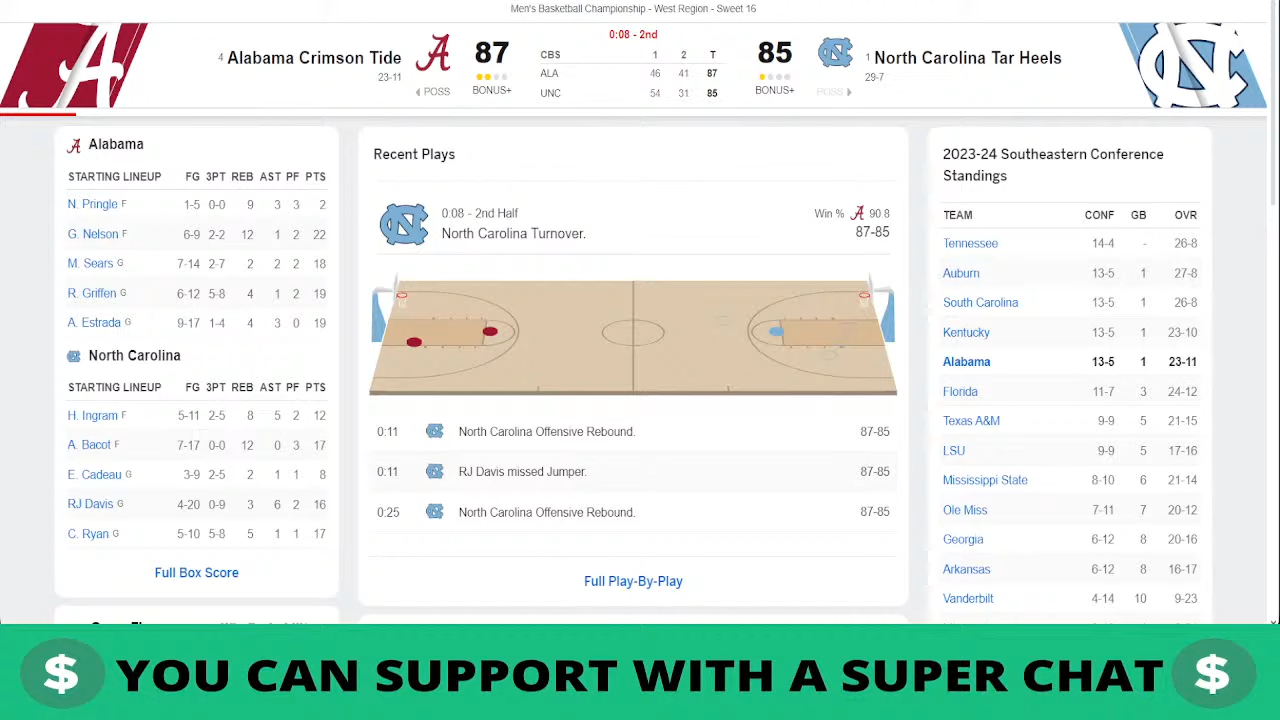 Men's Basketball Championship - West Region - Sweet 16
4 Alabama Crimson Tide
23-11
POSS
87
BONUS+
0:08 - 2nd
CBS 1 2 T
ALA 46 41 87
UNC 54 31 85
85
BONUS+
1 North Carolina Tar Heels
29-7
POSS
Alabama
STARTING LINEUP FG 3PT REB AST PF PTS
N. Pringle F 1-5 0-0 9 3 3 2
G. Nelson F 6-9 2-2 12 1 2 22
M. Sears G 7-14 2-7 2 2 2 18
R. Griffen G 6-12 5-8 4 1 2 19
A. Estrada G 9-17 1-4 4 3 0 19
North Carolina
STARTING LINEUP FG 3PT REB AST PF PTS
H. Ingram F 5-11 2-5 8 5 2 12
A. Bacot F 7-17 0-0 12 0 3 17
E. Cadeau G 3-9 2-5 2 1 1 8
RJ Davis G 4-20 0-9 3 6 2 16
C. Ryan G 5-10 5-8 5 1 1 17
Full Box Score
Recent Plays
0:08 - 2nd Half
North Carolina Turnover.
Win % 90.8
87-85
0:11 North Carolina Offensive Rebound. 87-85
0:11 RJ Davis missed Jumper. 87-85
0:25 North Carolina Offensive Rebound. 87-85
Full Play-By-Play
2023-24 Southeastern Conference
Standings
TEAM CONF GB OVR
Tennessee 14-4 - 26-8
Auburn 13-5 1 27-8
South Carolina 13-5 1 26-8
Kentucky 13-5 1 23-10
Alabama 13-5 1 23-11
Florida 11-7 3 24-12
Texas A&M 9-9 5 21-15
LSU 9-9 5 17-16
Mississippi State 8-10 6 21-14
Ole Miss 7-11 7 20-12
Georgia 6-12 8 20-16
Arkansas 6-12 8 16-17
Vanderbilt 4-14 10 9-23
$ YOU CAN SUPPORT WITH A SUPER CHAT $